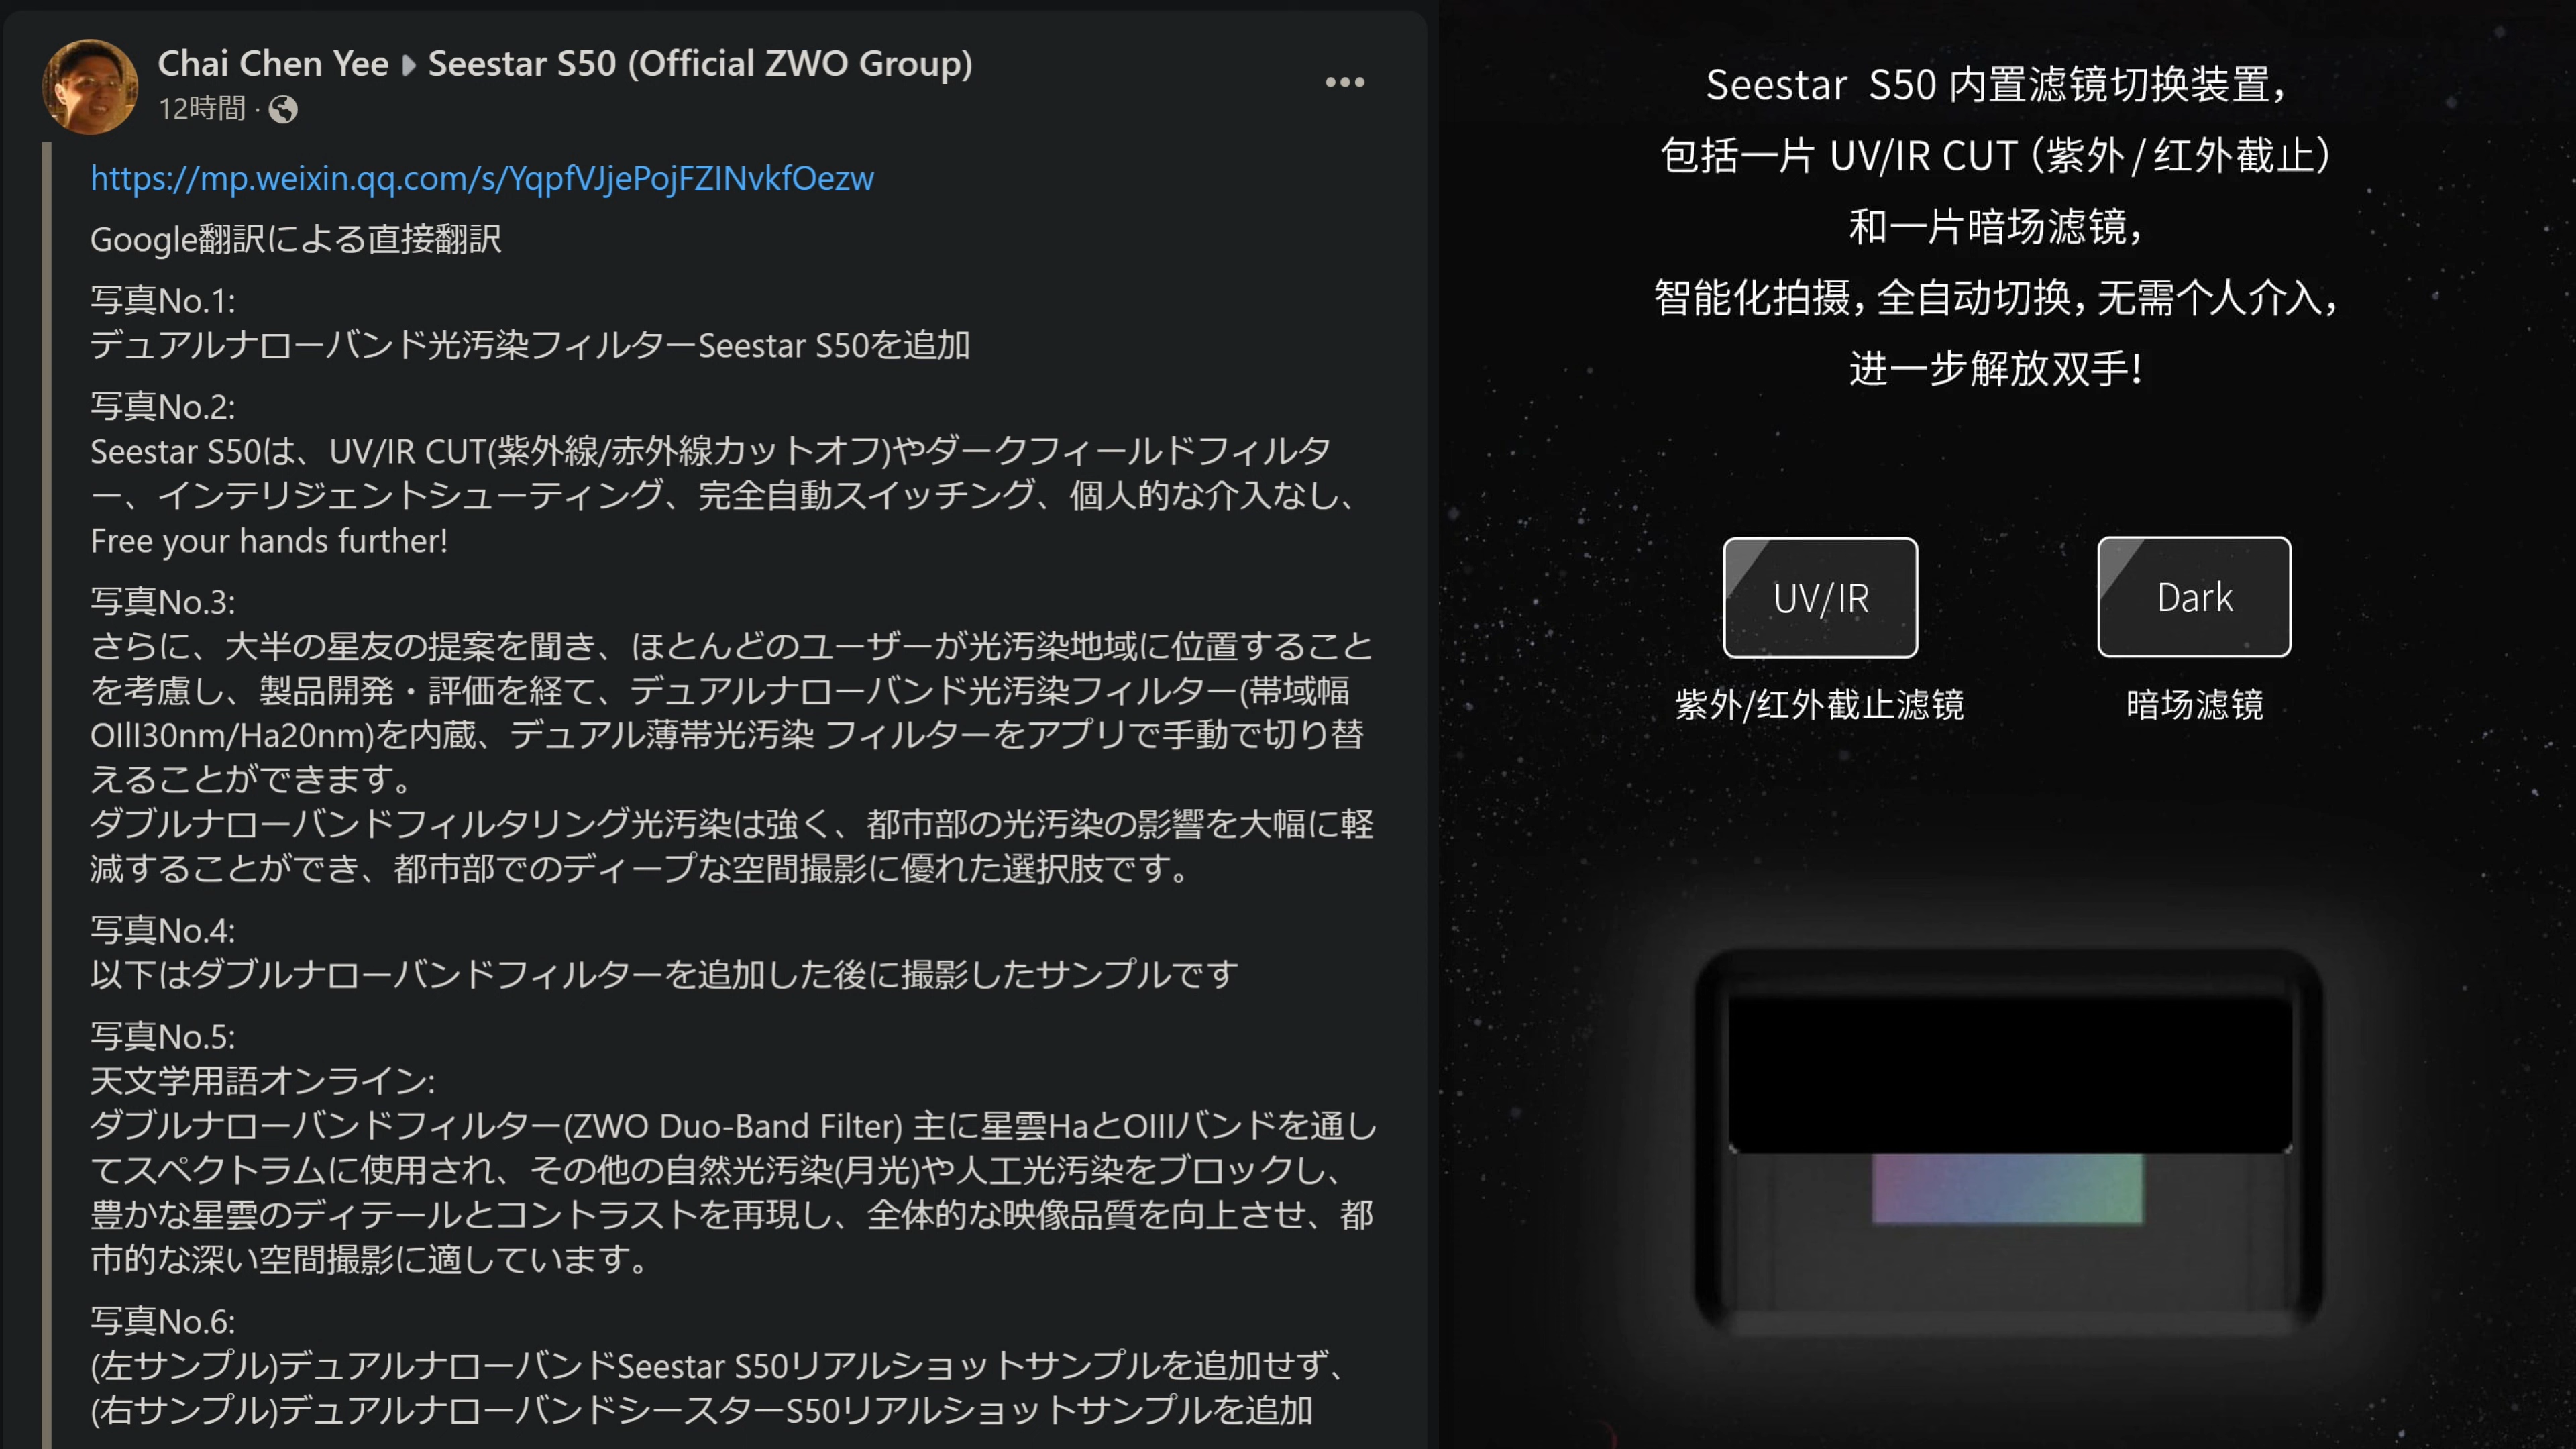 Chai Chen Yee ▸ Seestar S50 (Official ZWO Group)
12時間 ·
https://mp.weixin.qq.com/s/YqpfVJjePojFZINvkfOezw
Google翻訳による直接翻訳
写真No.1:
デュアルナローバンド光汚染フィルターSeestar S50を追加
写真No.2:
Seestar S50は、UV/IR CUT(紫外線/赤外線カットオフ)やダークフィールドフィルタ
ー、インテリジェントシューティング、完全自動スイッチング、個人的な介入なし、
Free your hands further!
写真No.3:
さらに、大半の星友の提案を聞き、ほとんどのユーザーが光汚染地域に位置すること
を考慮し、製品開発・評価を経て、デュアルナローバンド光汚染フィルター(帯域幅
OIll30nm/Ha20nm)を内蔵、デュアル薄帯光汚染 フィルターをアプリで手動で切り替
えることができます。
ダブルナローバンドフィルタリング光汚染は強く、都市部の光汚染の影響を大幅に軽
減することができ、都市部でのディープな空間撮影に優れた選択肢です。
写真No.4:
以下はダブルナローバンドフィルターを追加した後に撮影したサンプルです
写真No.5:
天文学用語オンライン:
ダブルナローバンドフィルター(ZWO Duo-Band Filter) 主に星雲HaとOIIIバンドを通し
てスペクトラムに使用され、その他の自然光汚染(月光)や人工光汚染をブロックし、
豊かな星雲のディテールとコントラストを再現し、全体的な映像品質を向上させ、都
市的な深い空間撮影に適しています。
写真No.6:
(左サンプル)デュアルナローバンドSeestar S50リアルショットサンプルを追加せず、
(右サンプル)デュアルナローバンドシースターS50リアルショットサンプルを追加
Seestar S50 内置滤镜切换装置，
包括一片 UV/IR CUT（紫外/红外截止）
和一片暗场滤镜，
智能化拍摄，全自动切换，无需个人介入，
进一步解放双手！
UV/IR
Dark
紫外/红外截止滤镜
暗场滤镜